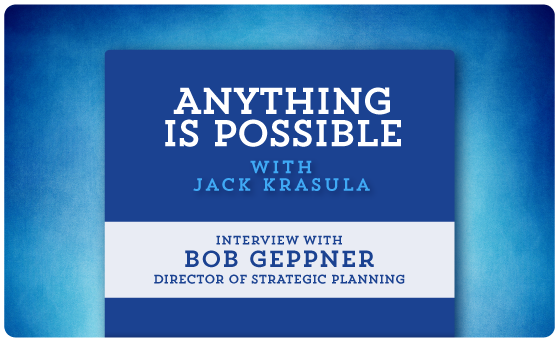 ANYTHING
IS POSSIBLE
WITH
JACK KRASULA
INTERVIEW WITH
BOB GEPPNER
DIRECTOR OF STRATEGIC PLANNING